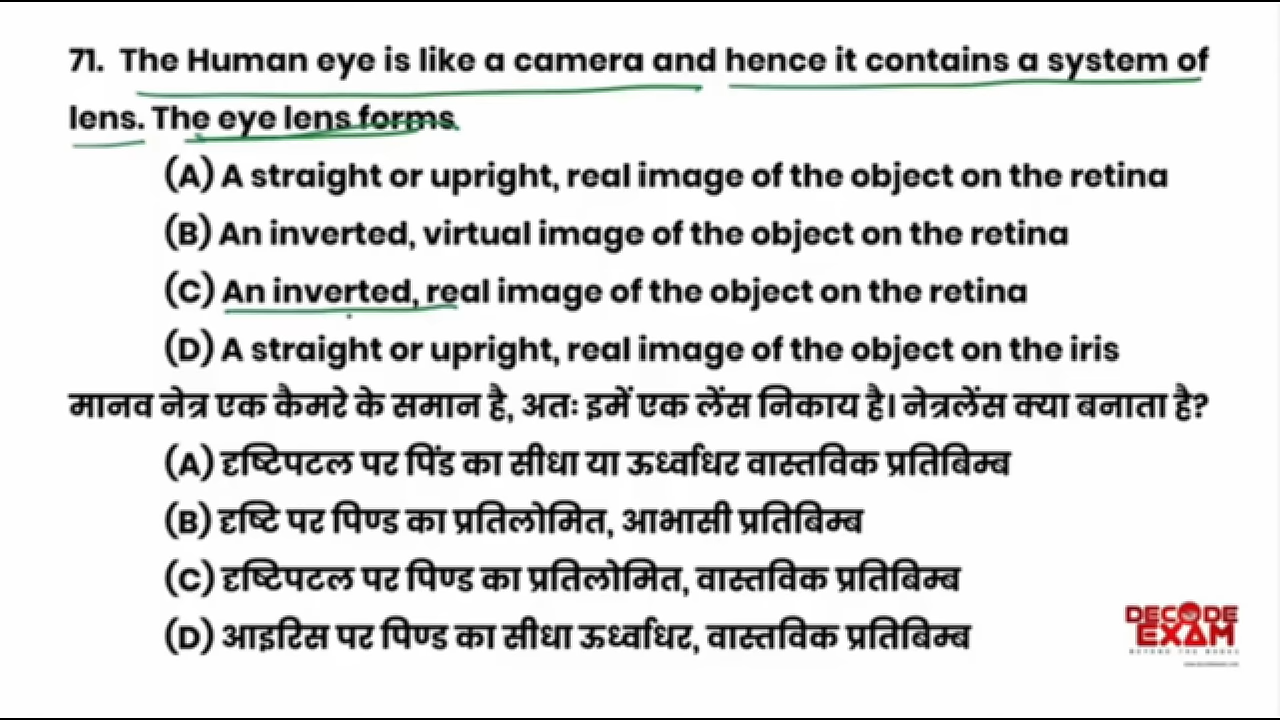 71. The Human eye is like a camera and hence it contains a system of
lens. The eye lens forms
(A) A straight or upright, real image of the object on the retina
(B) An inverted, virtual image of the object on the retina
(C) An inverted, real image of the object on the retina
(D) A straight or upright, real image of the object on the iris
मानव नेत्र एक कैमरे के समान है, अतः इमें एक लेंस निकाय है। नेत्रलेंस क्या बनाता है?
(A) दृष्टिपटल पर पिंड का सीधा या ऊर्ध्वाधर वास्तविक प्रतिबिम्ब
(B) दृष्टि पर पिण्ड का प्रतिलोमित, आभासी प्रतिबिम्ब
(C) दृष्टिपटल पर पिण्ड का प्रतिलोमित, वास्तविक प्रतिबिम्ब
(D) आइरिस पर पिण्ड का सीधा ऊर्ध्वाधर, वास्तविक प्रतिबिम्ब
DECODE
EXAM